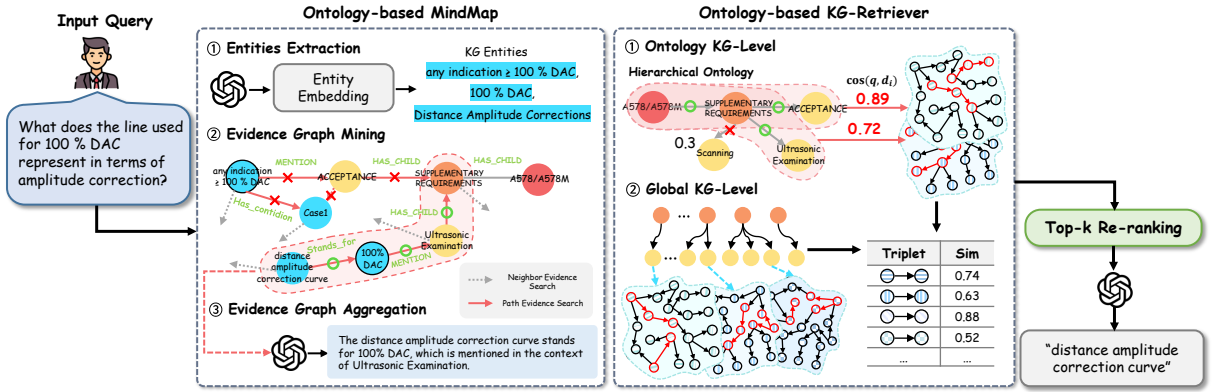 Input Query
What does the line used
for 100 % DAC
represent in terms of
amplitude correction?
Ontology-based MindMap
① Entities Extraction
Entity
Embedding
KG Entities
any indication ≥ 100 % DAC,
100 % DAC,
Distance Amplitude Corrections
② Evidence Graph Mining
MENTION
HAS_CHILD
HAS_CHILD
any indication
≥ 100 % DAC
ACCEPTANCE
SUPPLEMENTARY
REQUIREMENTS
A578/A578M
Has_contidion
Case1
HAS_CHILD
Stands_for
Ultrasonic
Examination
distance
amplitude
correction curve
100%
DAC
MENTION
Neighbor Evidence
Search
Path Evidence Search
③ Evidence Graph Aggregation
The distance amplitude correction curve stands
for 100% DAC, which is mentioned in the context
of Ultrasonic Examination.
Ontology-based KG-Retriever
① Ontology KG-Level
Hierarchical Ontology
cos(q, dᵢ)
A578/A578M
SUPPLEMENTARY
REQUIREMENTS
ACCEPTANCE
0.89
0.72
0.3
Scanning
Ultrasonic
Examination
② Global KG-Level
...
...
Triplet Sim
0.74
0.63
0.88
0.52
... ...
Top-k Re-ranking
"distance amplitude
correction curve"